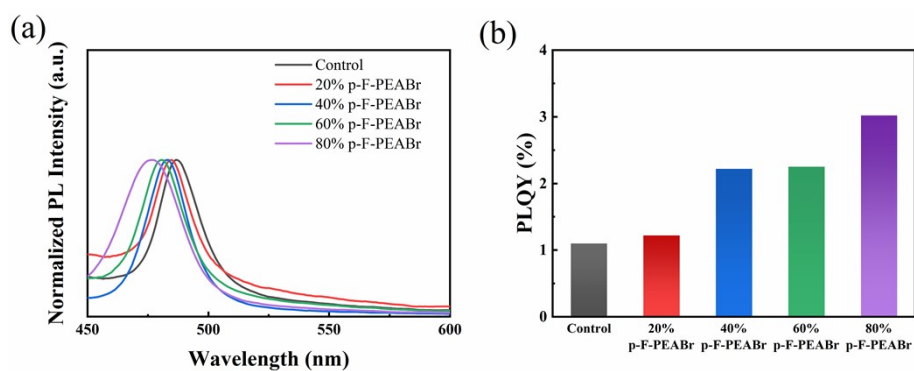 (a)
Normalized PL Intensity (a.u.)
Control
20% p-F-PEABr
40% p-F-PEABr
60% p-F-PEABr
80% p-F-PEABr
450
500
550
600
Wavelength (nm)
(b)
PLQY (%)
4
3
2
1
0
Control
20%
p-F-PEABr
40%
p-F-PEABr
60%
p-F-PEABr
80%
p-F-PEABr